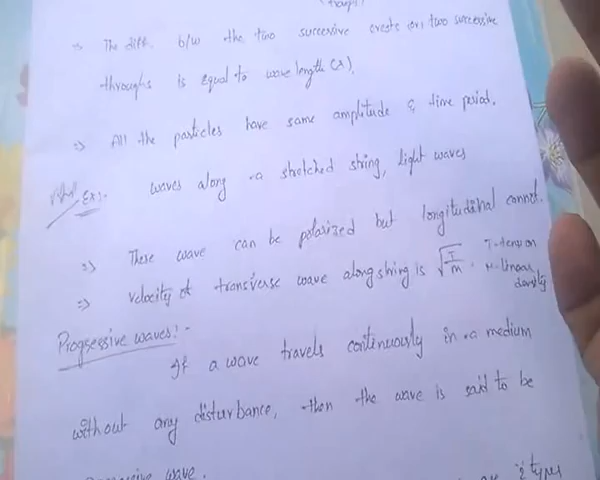 => The diff. b/w the two successive crests (or) two successive
throughs is equal to wave length (λ).
=> All the particles have same amplitude & time period.
Ex:- waves along a stretched string, light waves
=> These wave can be polarized but longitudinal cannot.
=> velocity of transverse wave along string is √T/m . T-tension
M-linear
density
Progressive waves:-
If a wave travels continuously in a medium
without any disturbance, then the wave is said to be
wave.
2 types